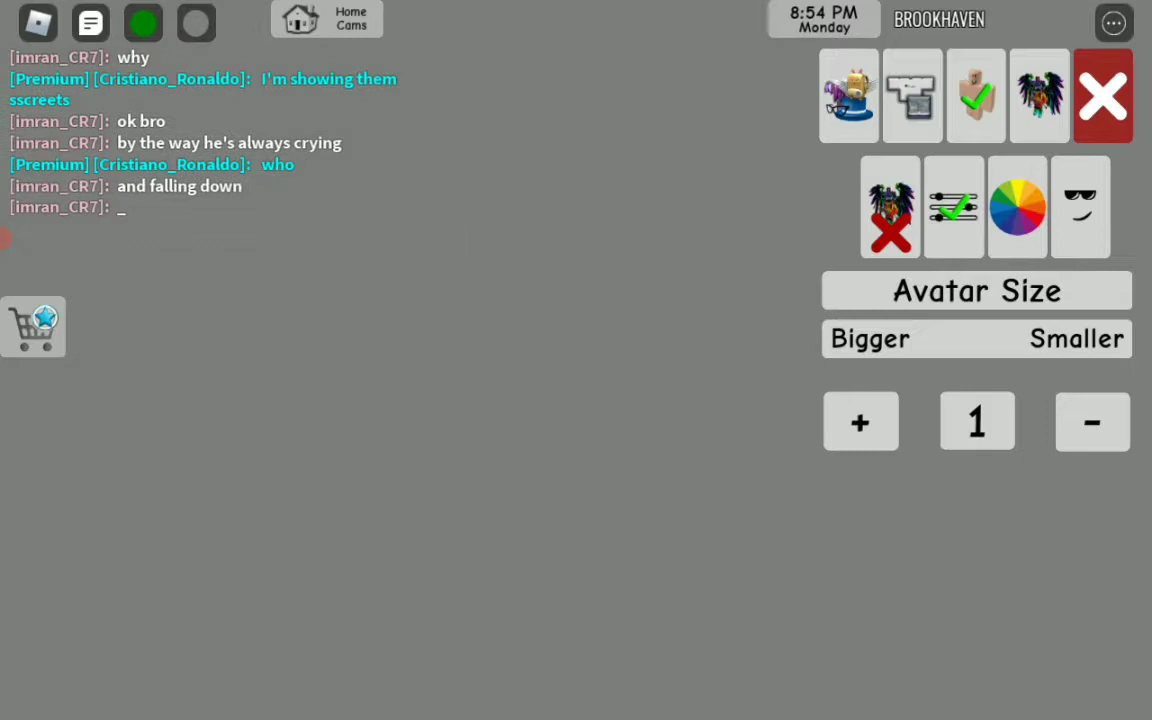 Home
Cams
8:54 PM
Monday
BROOKHAVEN
[imran_CR7]: why
[Premium] [Cristiano_Ronaldo]: I'm showing them
sscreets
[imran_CR7]: ok bro
[imran_CR7]: by the way he's always crying
[Premium] [Cristiano_Ronaldo]: who
[imran_CR7]: and falling down
[imran_CR7]: _
Avatar Size
Bigger Smaller
+ 1 -